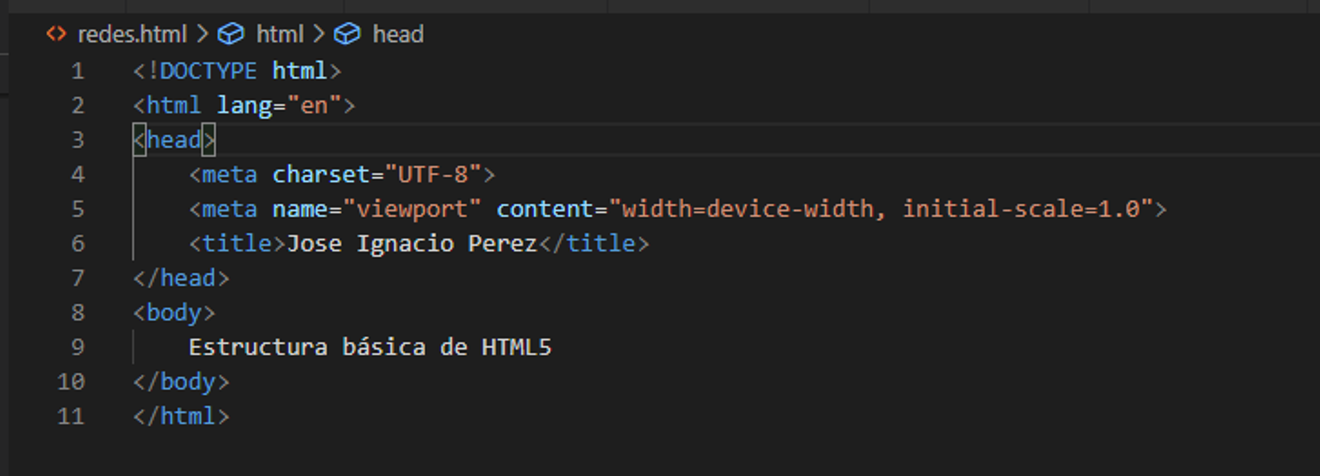 <> redes.html > html > head
1 <!DOCTYPE html>
2 <html lang="en">
3 <head>
4     <meta charset="UTF-8">
5     <meta name="viewport" content="width=device-width, initial-scale=1.0">
6     <title>Jose Ignacio Perez</title>
7 </head>
8 <body>
9     Estructura básica de HTML5
10 </body>
11 </html>